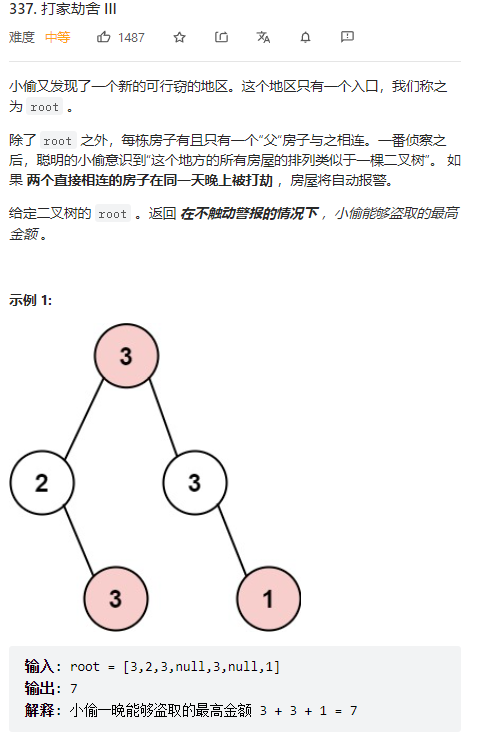 337. 打家劫舍 III
难度 中等 1487
小偷又发现了一个新的可行窃的地区。这个地区只有一个入口，我们称之
为 root 。
除了 root 之外，每栋房子有且只有一个“父”房子与之相连。一番侦察之
后，聪明的小偷意识到“这个地方的所有房屋的排列类似于一棵二叉树”。 如
果 两个直接相连的房子在同一天晚上被打劫 ，房屋将自动报警。
给定二叉树的 root 。返回 在不触动警报的情况下 ，小偷能够盗取的最高
金额 。
示例 1:
3
2 3
3 1
输入: root = [3,2,3,null,3,null,1]
输出: 7
解释: 小偷一晚能够盗取的最高金额 3 + 3 + 1 = 7